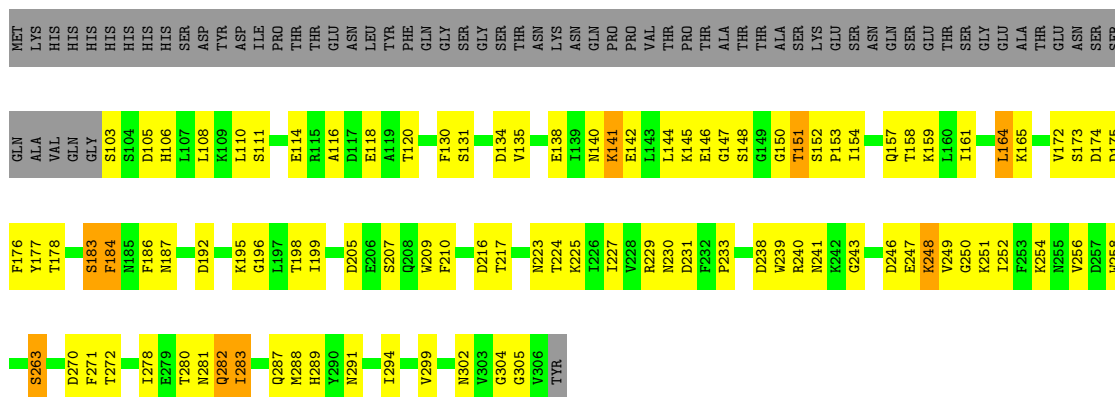 MET LYS HIS HIS HIS HIS HIS HIS SER ASP TYR ASP ILE PRO THR THR GLU ASN LEU TYR PHE GLN GLY SER GLY SER THR ASN LYS ASN GLN PRO PRO VAL THR PRO THR ALA THR THR ALA SER LYS GLU SER ASN GLN SER GLU THR SER GLY GLU ALA THR GLU ASN SER SER
GLN ALA VAL GLN GLY S103 S104 D105 H106 L107 L108 K109 L110 S111 E114 R115 A116 D117 E118 A119 T120 F130 S131 D134 V135 E138 I139 N140 K141 E142 L143 L144 K145 E146 G147 S148 G149 G150 T151 S152 P153 I154 Q157 T158 K159 L160 I161 L164 K165 V172 S173 D174 D175
F176 Y177 T178 S183 F184 N185 F186 N187 D192 K195 G196 L197 T198 I199 D205 E206 S207 Q208 W209 F210 D216 T217 N223 T224 K225 I226 I227 V228 R229 N230 D231 F232 P233 D238 W239 R240 N241 K242 G243 D246 E247 K248 V249 G250 K251 I252 F253 K254 N255 V256 D257 W258
S263 D270 F271 T272 I278 E279 T280 N281 Q282 I283 Q287 M288 H289 Y290 N291 I294 V299 N302 V303 G304 G305 V306 TYR